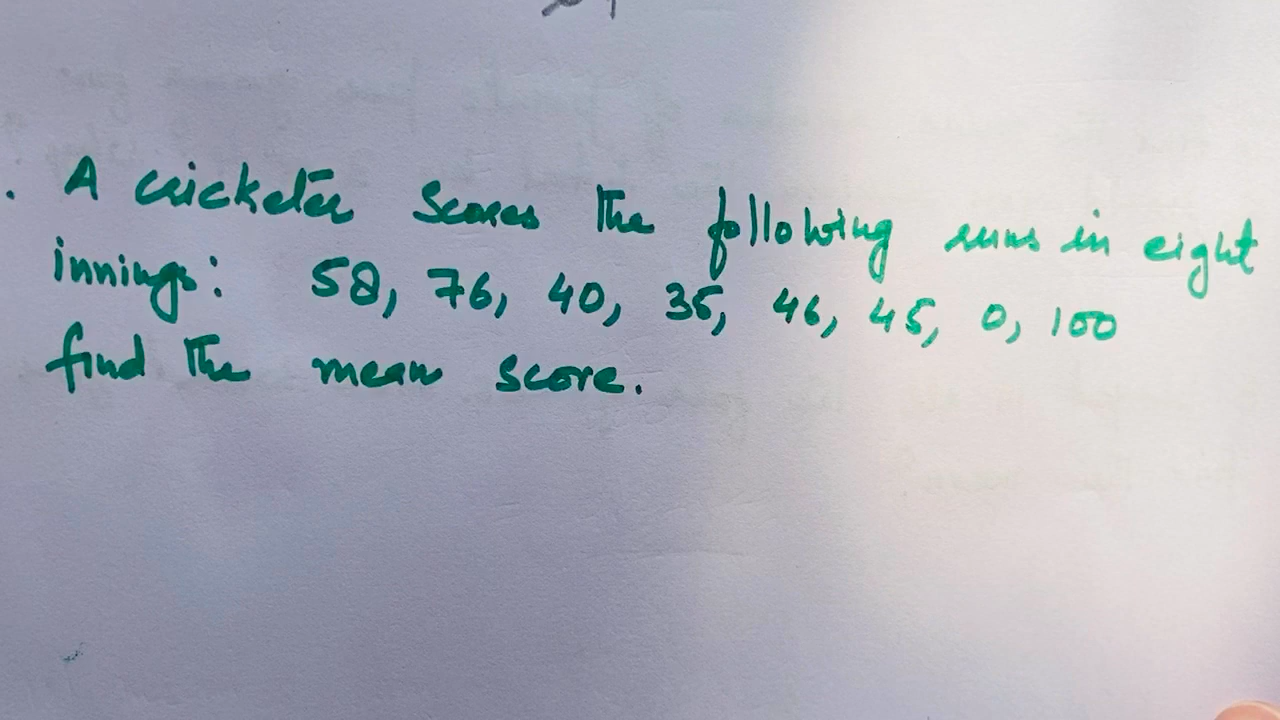 . A cricketer scores the following runs in eight
innings: 58, 76, 40, 35, 46, 45, 0, 100
find the mean score.